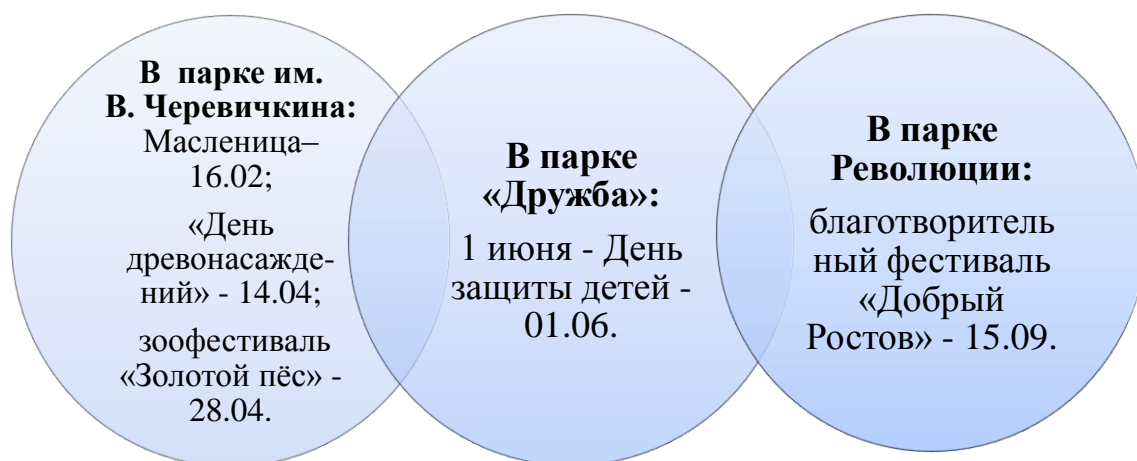 В парке им.
В. Черевичкина:
Масленица–
16.02;
«День
древонасажде-
ний» - 14.04;
зоофестиваль
«Золотой пёс» -
28.04.
В парке
«Дружба»:
1 июня - День
защиты детей -
01.06.
В парке
Революции:
благотворитель
ный фестиваль
«Добрый
Ростов» - 15.09.